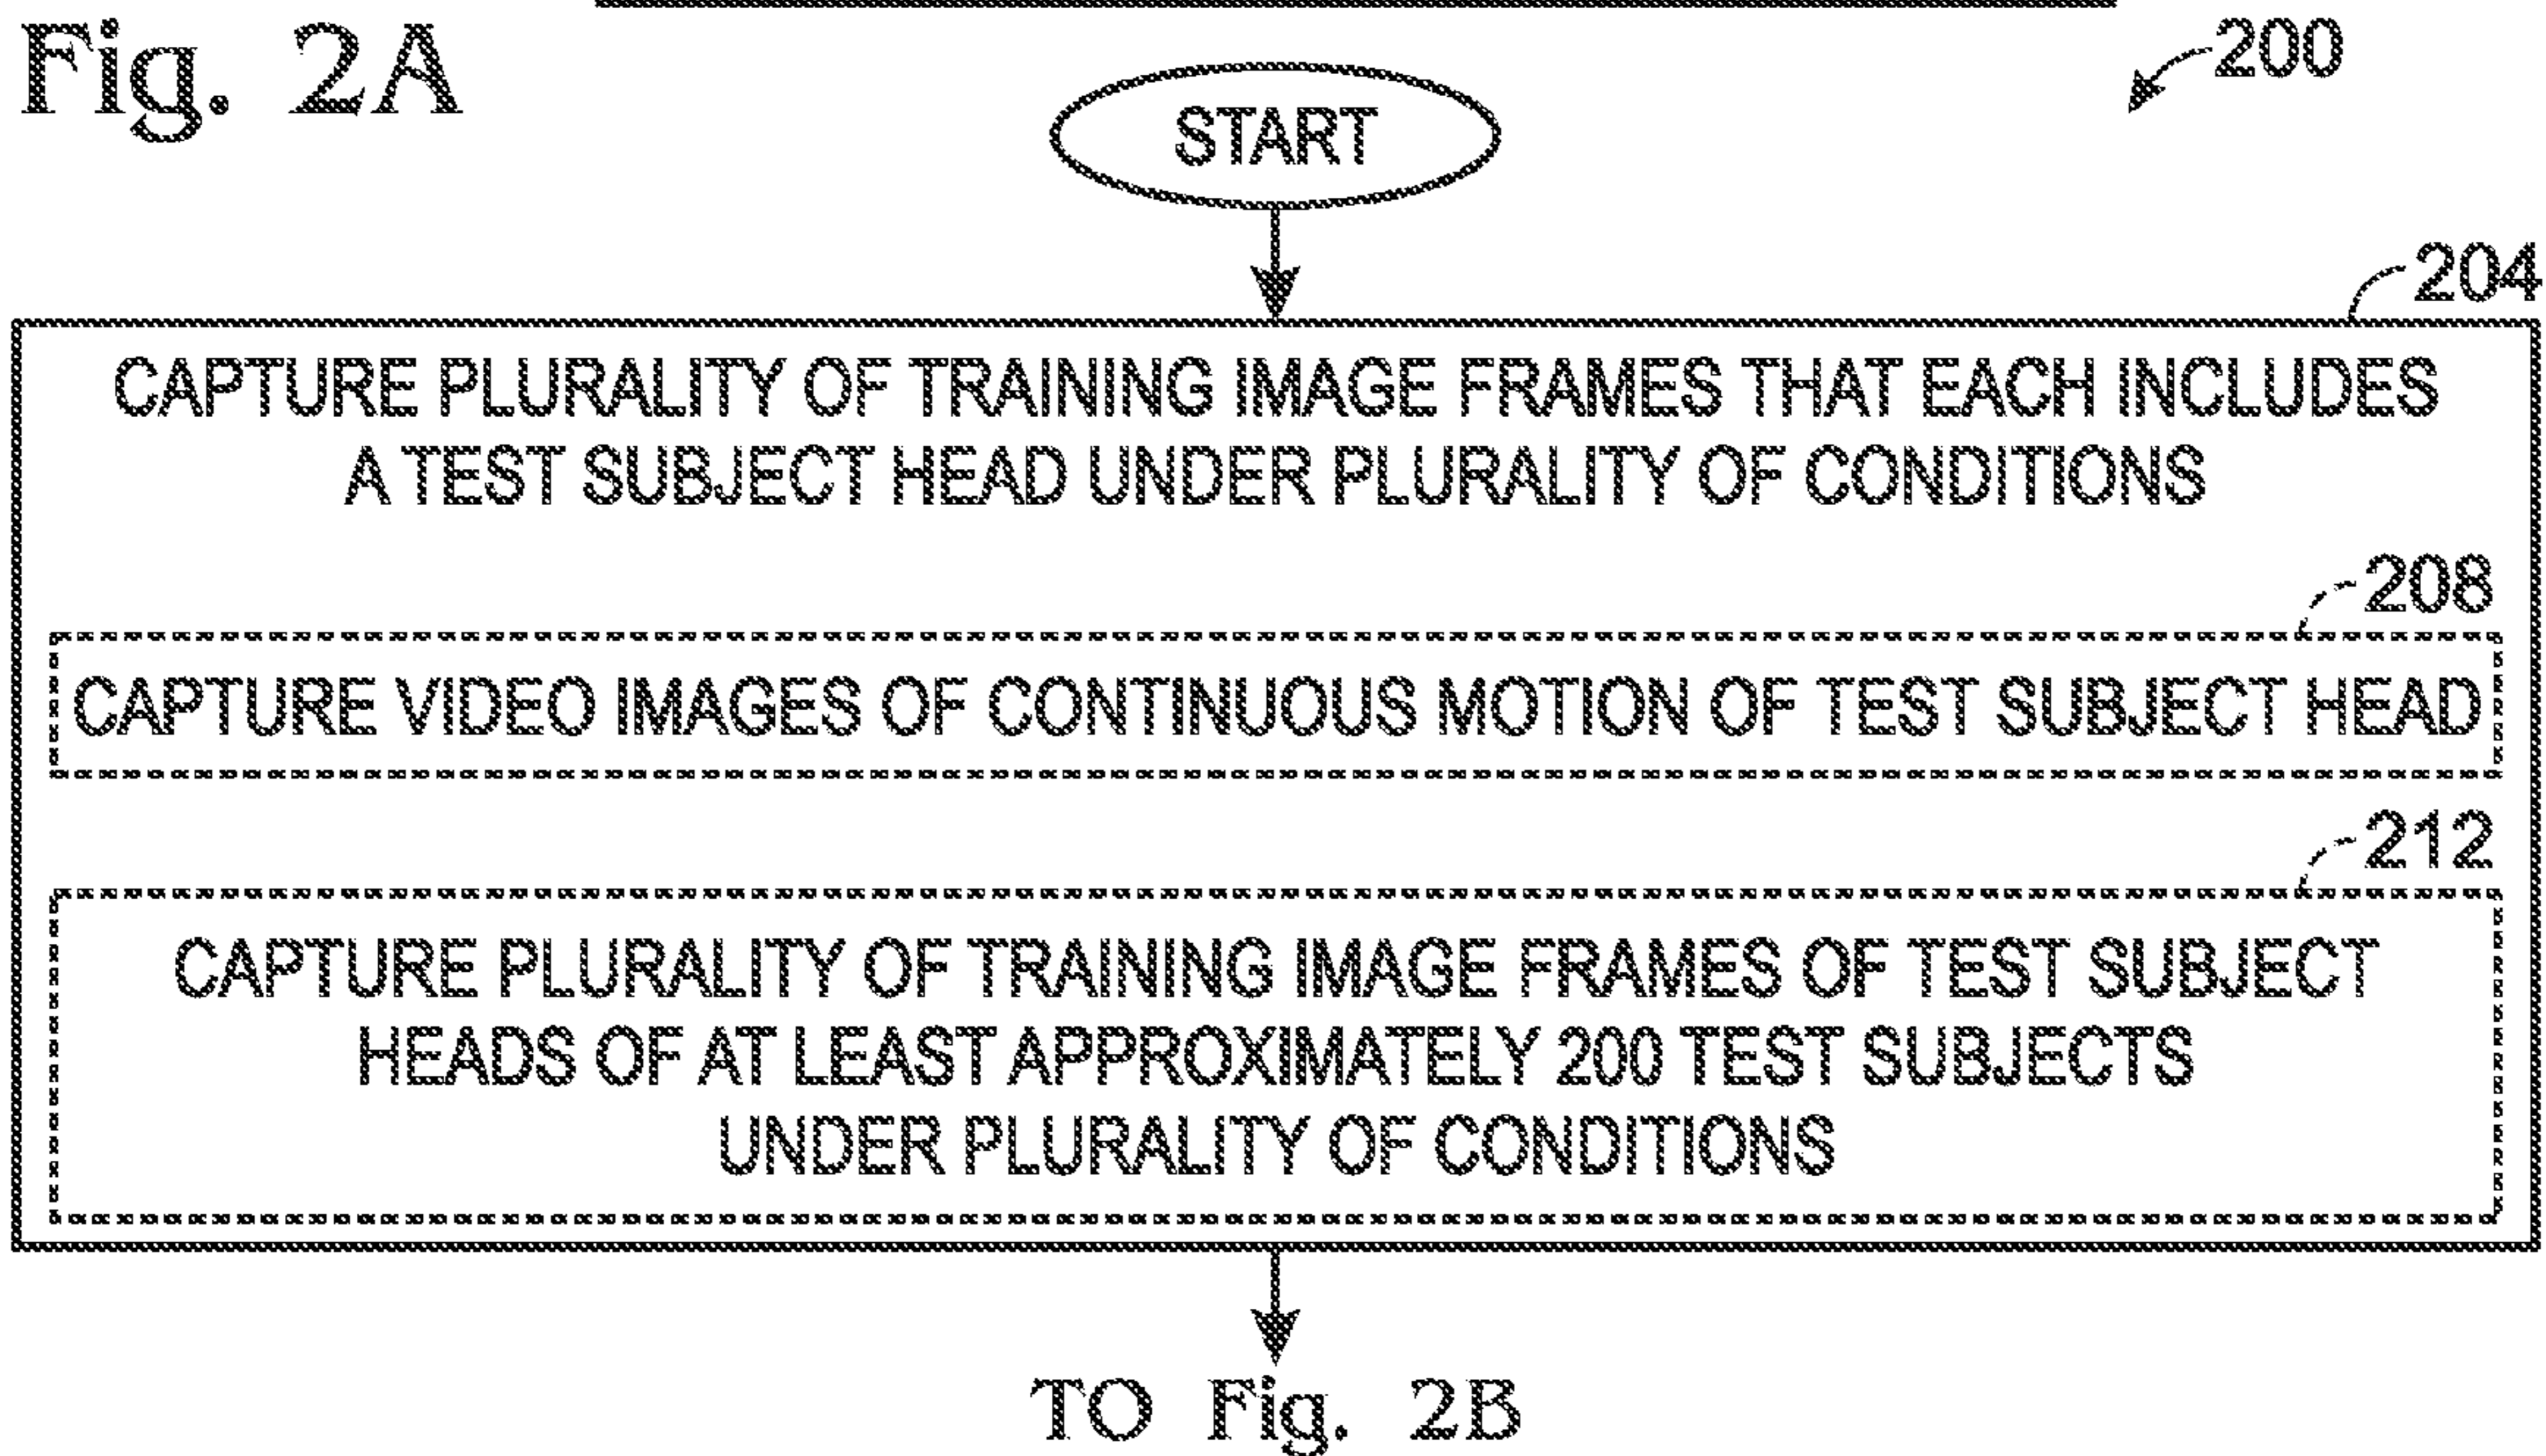 Fig. 2A
200
START
204
CAPTURE PLURALITY OF TRAINING IMAGE FRAMES THAT EACH INCLUDES
A TEST SUBJECT HEAD UNDER PLURALITY OF CONDITIONS
208
CAPTURE VIDEO IMAGES OF CONTINUOUS MOTION OF TEST SUBJECT HEAD
212
CAPTURE PLURALITY OF TRAINING IMAGE FRAMES OF TEST SUBJECT
HEADS OF AT LEAST APPROXIMATELY 200 TEST SUBJECTS
UNDER PLURALITY OF CONDITIONS
TO Fig. 2B